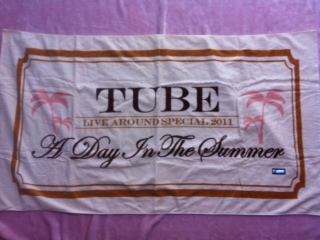 TUBE
LIVE AROUND SPECIAL 2011
A Day In The Summer